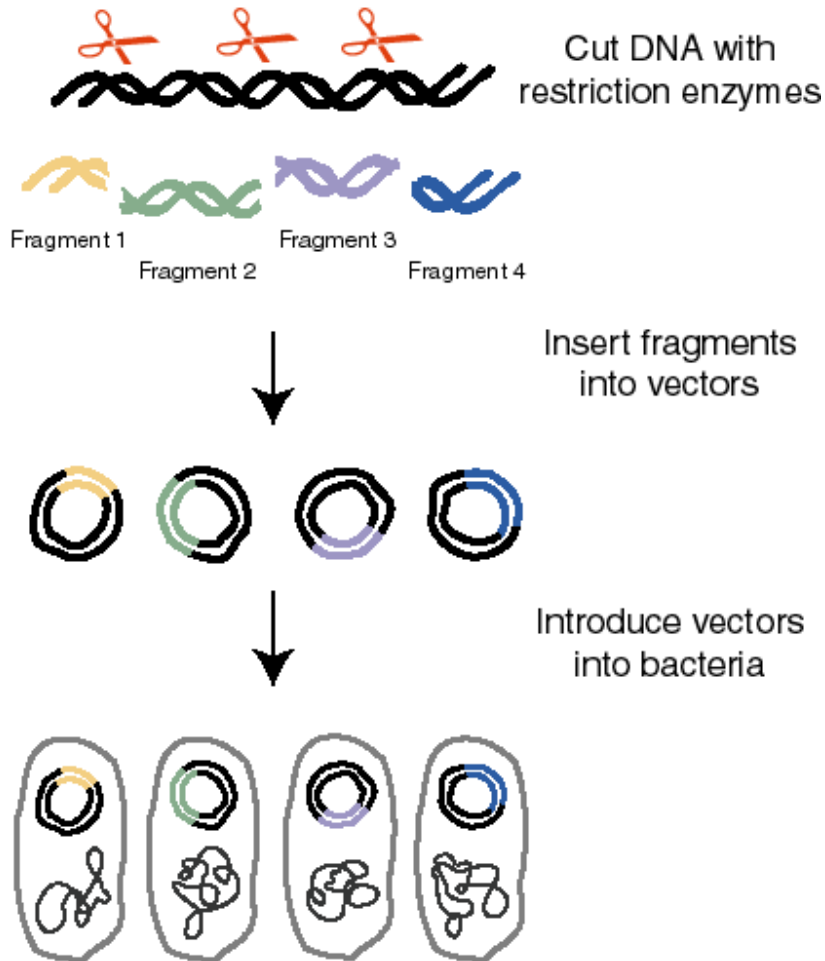 Cut DNA with
restriction enzymes
Fragment 1
Fragment 2
Fragment 3
Fragment 4
Insert fragments
into vectors
Introduce vectors
into bacteria